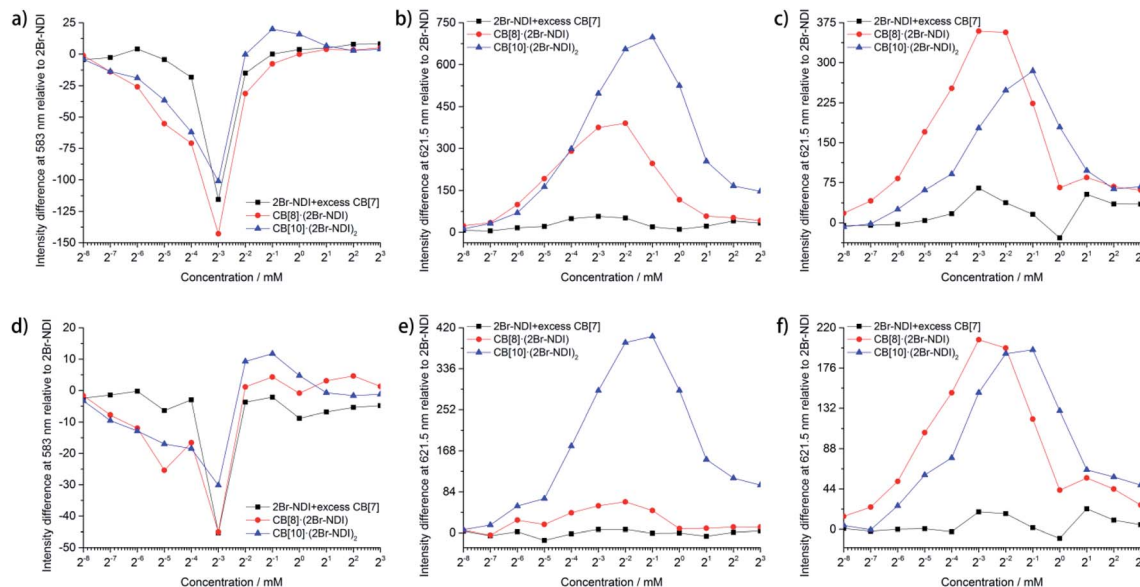 a)
Intensity difference at 583 nm relative to 2Br-NDI
25
0
-25
-50
-75
-100
-125
-150
2Br-NDI+excess CB[7]
CB[8]·(2Br-NDI)
CB[10]·(2Br-NDI)₂
2⁻⁸ 2⁻⁷ 2⁻⁶ 2⁻⁵ 2⁻⁴ 2⁻³ 2⁻² 2⁻¹ 2⁰ 2¹ 2² 2³
Concentration / mM
b)
Intensity difference at 621.5 nm relative to 2Br-NDI
750
600
450
300
150
0
2Br-NDI+excess CB[7]
CB[8]·(2Br-NDI)
CB[10]·(2Br-NDI)₂
2⁻⁸ 2⁻⁷ 2⁻⁶ 2⁻⁵ 2⁻⁴ 2⁻³ 2⁻² 2⁻¹ 2⁰ 2¹ 2² 2³
Concentration / mM
c)
Intensity difference at 621.5 nm relative to 2Br-NDI
375
300
225
150
75
0
2Br-NDI+excess CB[7]
CB[8]·(2Br-NDI)
CB[10]·(2Br-NDI)₂
2⁻⁸ 2⁻⁷ 2⁻⁶ 2⁻⁵ 2⁻⁴ 2⁻³ 2⁻² 2⁻¹ 2⁰ 2¹ 2² 2
Concentration / mM
d)
Intensity difference at 583 nm relative to 2Br-NDI
20
10
0
-10
-20
-30
-40
-50
2Br-NDI+excess CB[7]
CB[8]·(2Br-NDI)
CB[10]·(2Br-NDI)₂
2⁻⁸ 2⁻⁷ 2⁻⁶ 2⁻⁵ 2⁻⁴ 2⁻³ 2⁻² 2⁻¹ 2⁰ 2¹ 2² 2³
Concentration / mM
e)
Intensity difference at 621.5 nm relative to 2Br-NDI
420
336
252
168
84
0
2Br-NDI+excess CB[7]
CB[8]·(2Br-NDI)
CB[10]·(2Br-NDI)₂
2⁻⁸ 2⁻⁷ 2⁻⁶ 2⁻⁵ 2⁻⁴ 2⁻³ 2⁻² 2⁻¹ 2⁰ 2¹ 2² 2³
Concentration / mM
f)
Intensity difference at 621.5 nm relative to 2Br-NDI
220
176
132
88
44
0
2Br-NDI+excess CB[7]
CB[8]·(2Br-NDI)
CB[10]·(2Br-NDI)₂
2⁻⁸ 2⁻⁷ 2⁻⁶ 2⁻⁵ 2⁻⁴ 2⁻³ 2⁻² 2⁻¹ 2⁰ 2¹ 2² 2
Concentration / mM